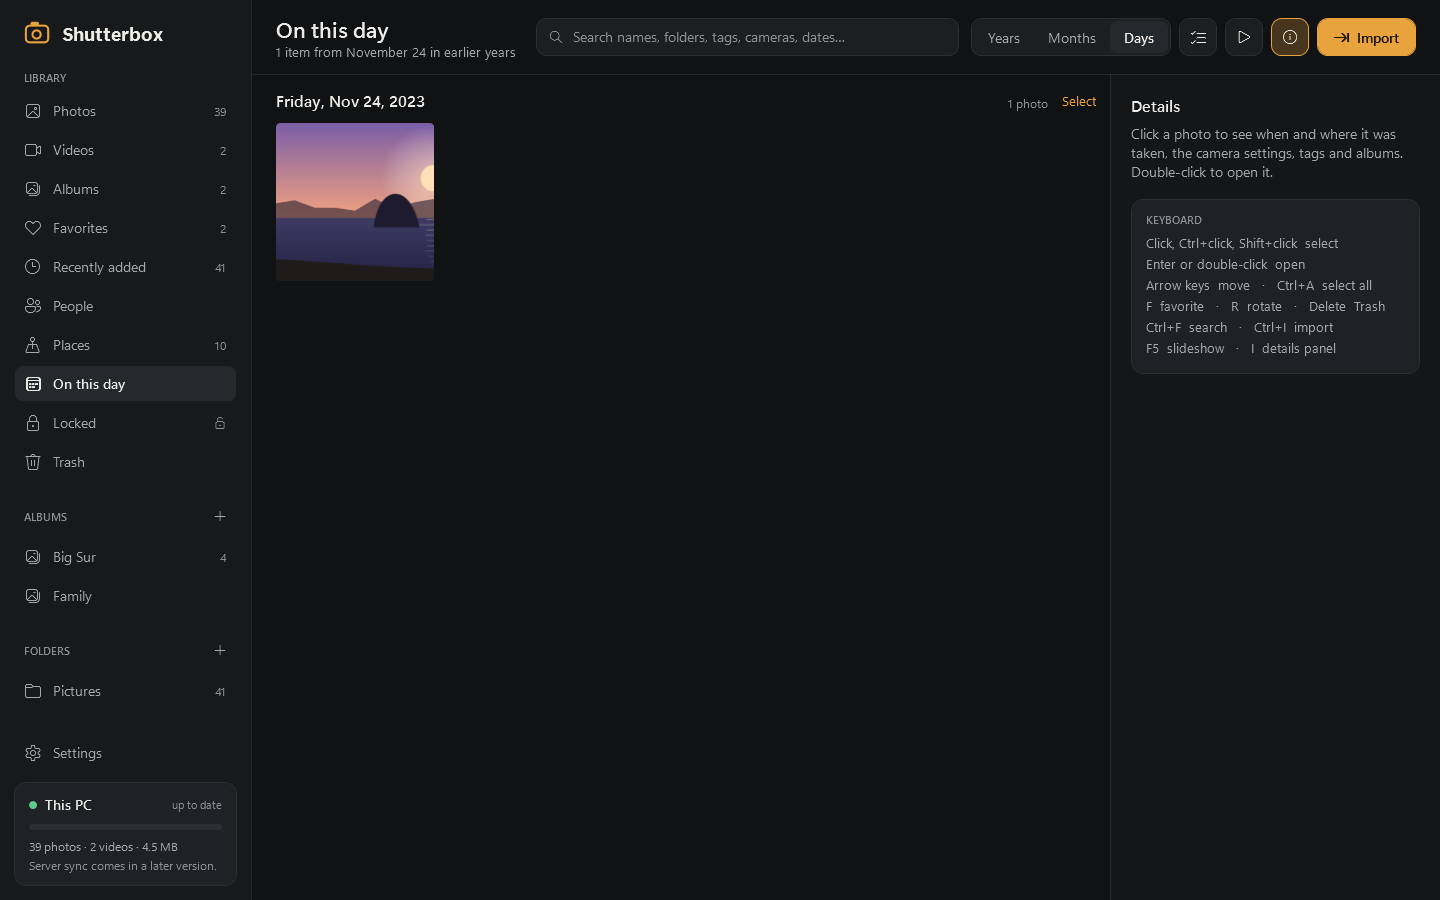 Shutterbox
LIBRARY
Photos 39
Videos 2
Albums 2
Favorites 2
Recently added 41
People
Places 10
On this day
Locked
Trash
ALBUMS
Big Sur 4
Family
FOLDERS
Pictures 41
Settings
This PC up to date
39 photos · 2 videos · 4.5 MB
Server sync comes in a later version.
On this day
1 item from November 24 in earlier years
Search names, folders, tags, cameras, dates...
Years Months Days
Import
Friday, Nov 24, 2023
1 photo Select
Details
Click a photo to see when and where it was
taken, the camera settings, tags and albums.
Double-click to open it.
KEYBOARD
Click, Ctrl+click, Shift+click select
Enter or double-click open
Arrow keys move · Ctrl+A select all
F favorite · R rotate · Delete Trash
Ctrl+F search · Ctrl+I import
F5 slideshow · I details panel